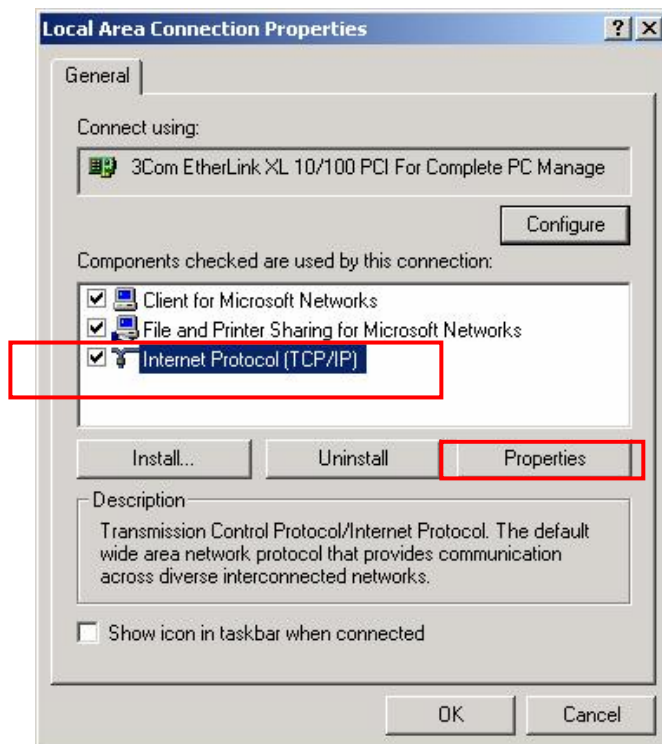 Local Area Connection Properties
General
Connect using:
3Com EtherLink XL 10/100 PCI For Complete PC Manage
Configure
Components checked are used by this connection:
Client for Microsoft Networks
File and Printer Sharing for Microsoft Networks
Internet Protocol (TCP/IP)
Install... Uninstall Properties
Description
Transmission Control Protocol/Internet Protocol. The default
wide area network protocol that provides communication
across diverse interconnected networks.
Show icon in taskbar when connected
OK Cancel